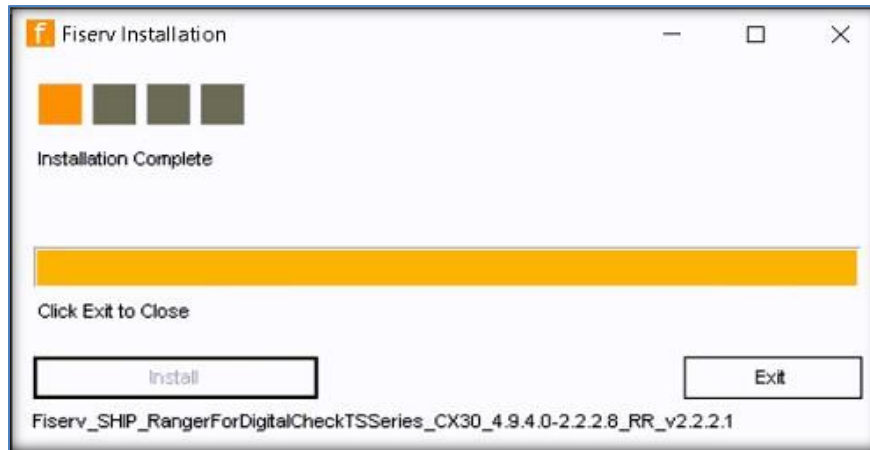 f.
Fiserv Installation
Installation Complete
Click Exit to Close
Install
Exit
Fiserv_SHIP_RangerForDigitalCheckTSSeries_CX30_4.9.4.0-2.2.2.8_RR_v2.2.2.1